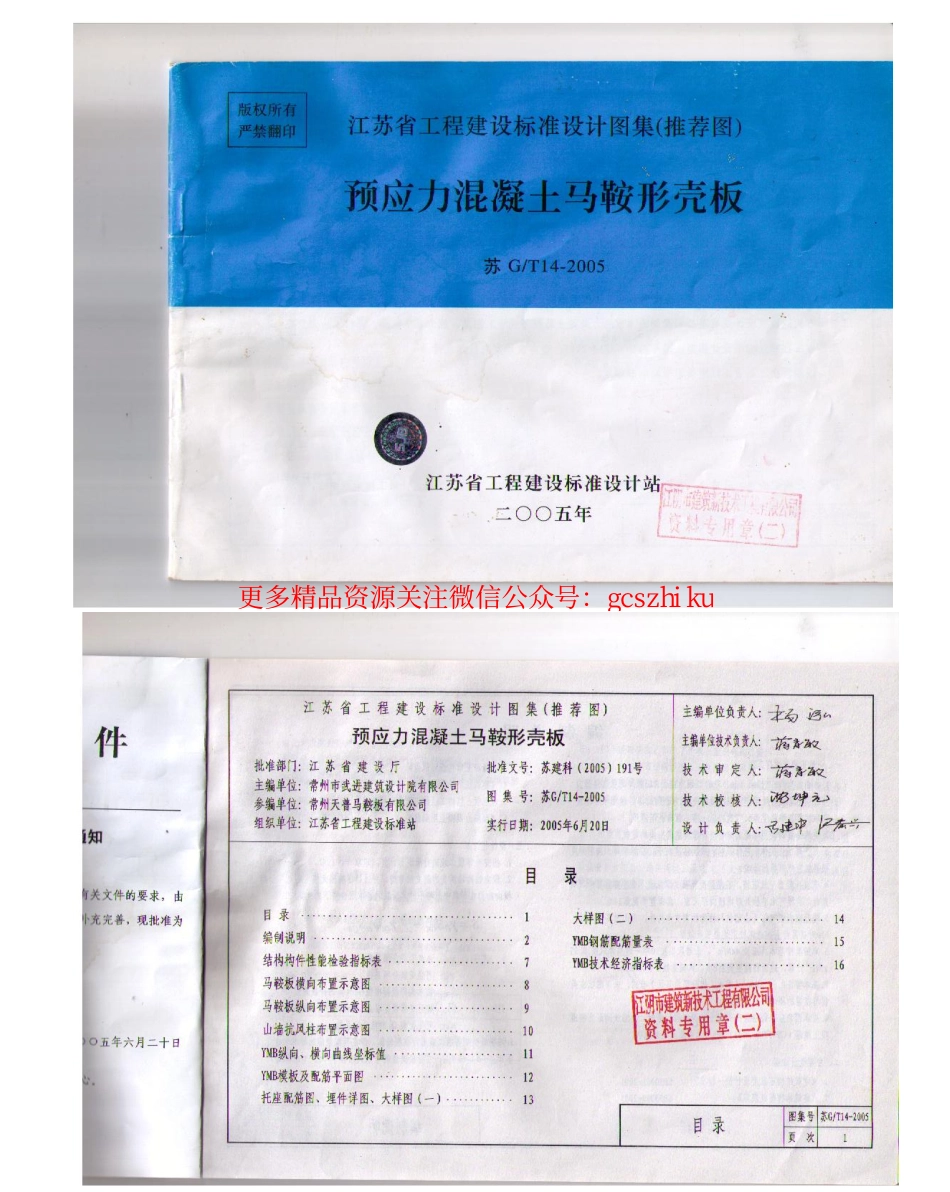 版权所有
严禁翻印
江苏省工程建设标准设计图集(推荐图)
预应力混凝土马鞍形壳板
苏 G/T14-2005
江苏省工程建设标准设计站
二〇〇五年
江阴市建筑新技术工程有限公司
资料专用章(二)
更多精品资源关注微信公众号：gcszhiku
件
通知
有关文件的要求，由
补充完善，现批准为
〇〇五年六月二十日
江苏省工程建设标准设计图集(推荐图)
预应力混凝土马鞍形壳板
批准部门：江苏省建设厅
主编单位：常州市武进建筑设计院有限公司
参编单位：常州天普马鞍板有限公司
组织单位：江苏省工程建设标准站
批准文号：苏建科(2005)191号
图集号：苏G/T14-2005
实行日期：2005年6月20日
主编单位负责人：
主编单位技术负责人：
技术审定人：
技术校核人：
设计负责人：
目 录
目 录 ········ 1
编制说明 ········ 2
结构构件性能检验指标表 ········ 7
马鞍板横向布置示意图 ········ 8
马鞍板纵向布置示意图 ········ 9
山墙抗风柱布置示意图 ········ 10
YMB纵向、横向曲线坐标值 ········ 11
YMB模板及配筋平面图 ········ 12
托座配筋图、埋件详图、大样图(一) ········ 13
大样图(二) ········ 14
YMB钢筋配筋量表 ········ 15
YMB技术经济指标表 ········ 16
江阴市建筑新技术工程有限公司
资料专用章(二)
目 录
图集号 苏G/T14-2005
页 次 1